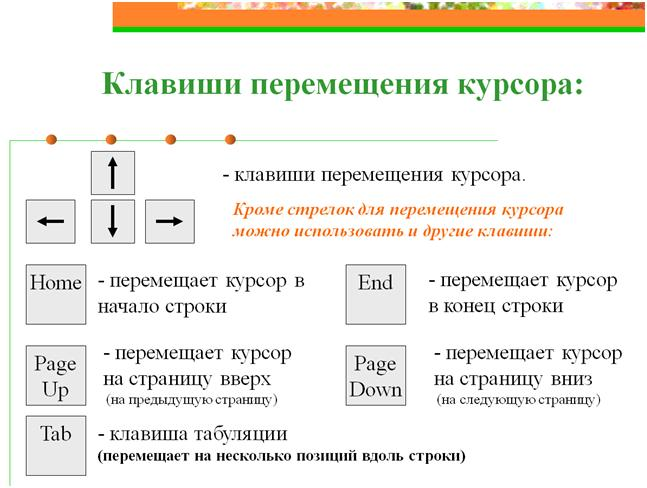 Клавиши перемещения курсора:
- клавиши перемещения курсора.
Кроме стрелок для перемещения курсора
можно использовать и другие клавиши:
Home
- перемещает курсор в
начало строки
End
- перемещает курсор
в конец строки
Page
Up
- перемещает курсор
на страницу вверх
(на предыдущую страницу)
Page
Down
- перемещает курсор
на страницу вниз
(на следующую страницу)
Tab
- клавиша табуляции
(перемещает на несколько позиций вдоль строки)